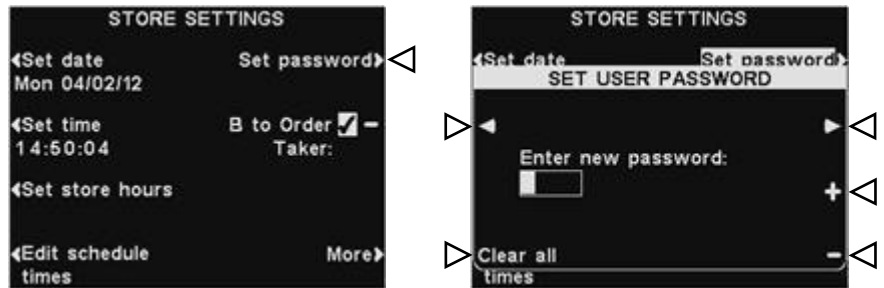 STORE SETTINGS
Set date Set password
Mon 04/02/12
Set time B to Order
14:50:04 Taker:
Set store hours
Edit schedule More
times
STORE SETTINGS
Set date Set password
SET USER PASSWORD
Enter new password:
+
Clear all -
times